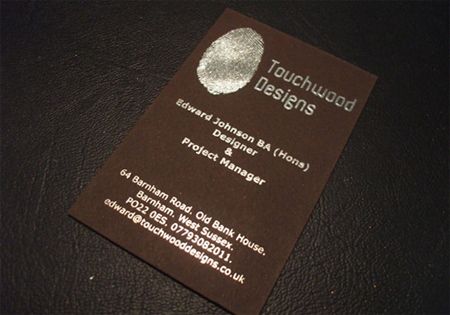 Touchwood
Designs
Edward Johnson BA (Hons)
Designer
&
Project Manager
64 Barnham Road, Old Bank House,
Barnham, West Sussex,
PO22 0ES. 07793082011.
edward@touchwooddesigns.co.uk